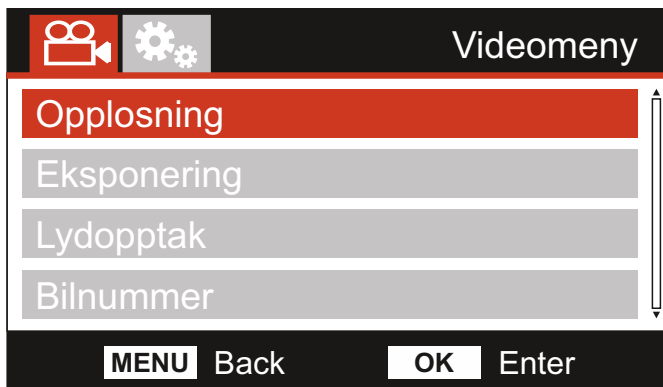 Videomeny
Opplosning
Eksponering
Lydopptak
Bilnummer
MENU Back OK Enter